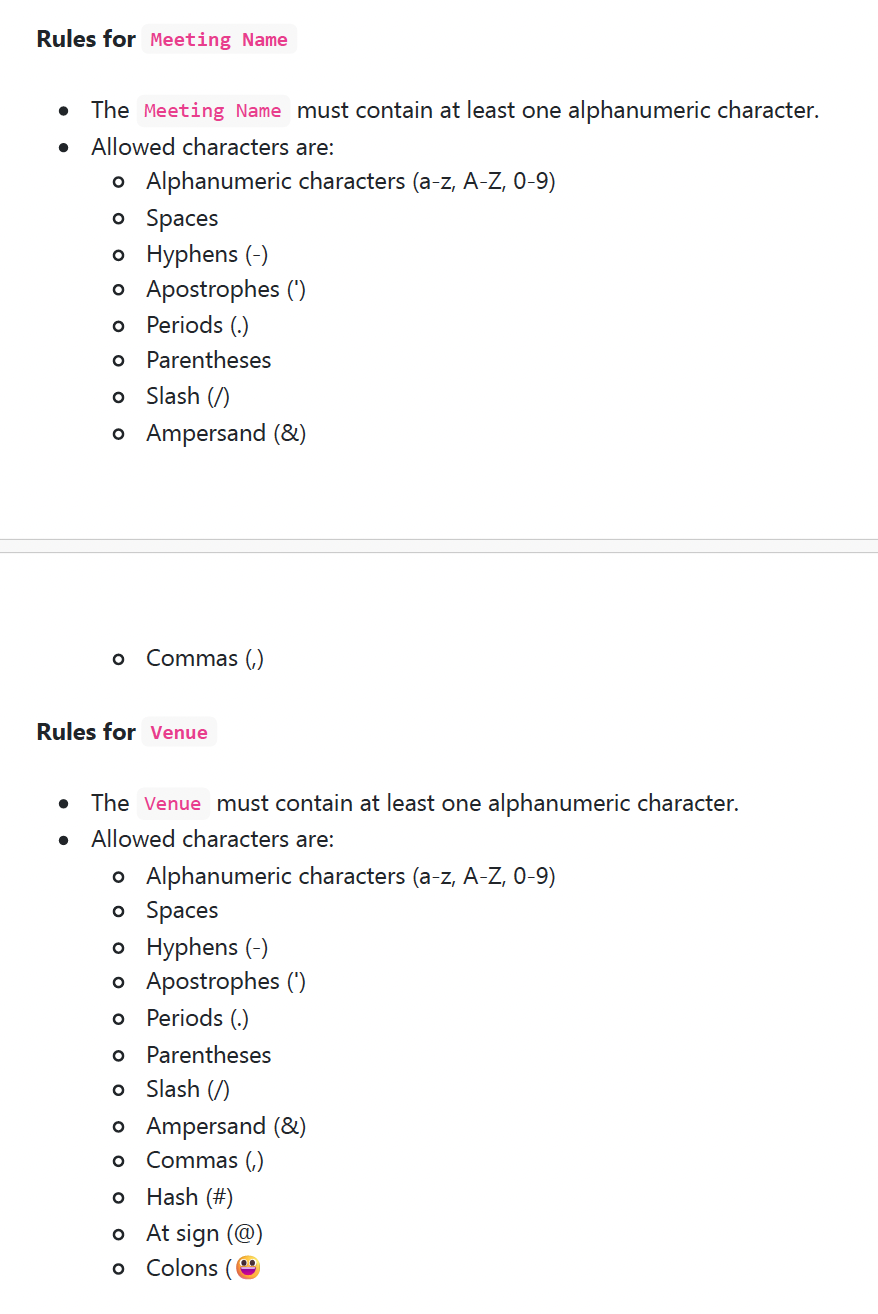 Rules for Meeting Name
• The Meeting Name must contain at least one alphanumeric character.
• Allowed characters are:
o Alphanumeric characters (a-z, A-Z, 0-9)
o Spaces
o Hyphens (-)
o Apostrophes (')
o Periods (.)
o Parentheses
o Slash (/)
o Ampersand (&)
o Commas (,)
Rules for Venue
• The Venue must contain at least one alphanumeric character.
• Allowed characters are:
o Alphanumeric characters (a-z, A-Z, 0-9)
o Spaces
o Hyphens (-)
o Apostrophes (')
o Periods (.)
o Parentheses
o Slash (/)
o Ampersand (&)
o Commas (,)
o Hash (#)
o At sign (@)
o Colons (😀